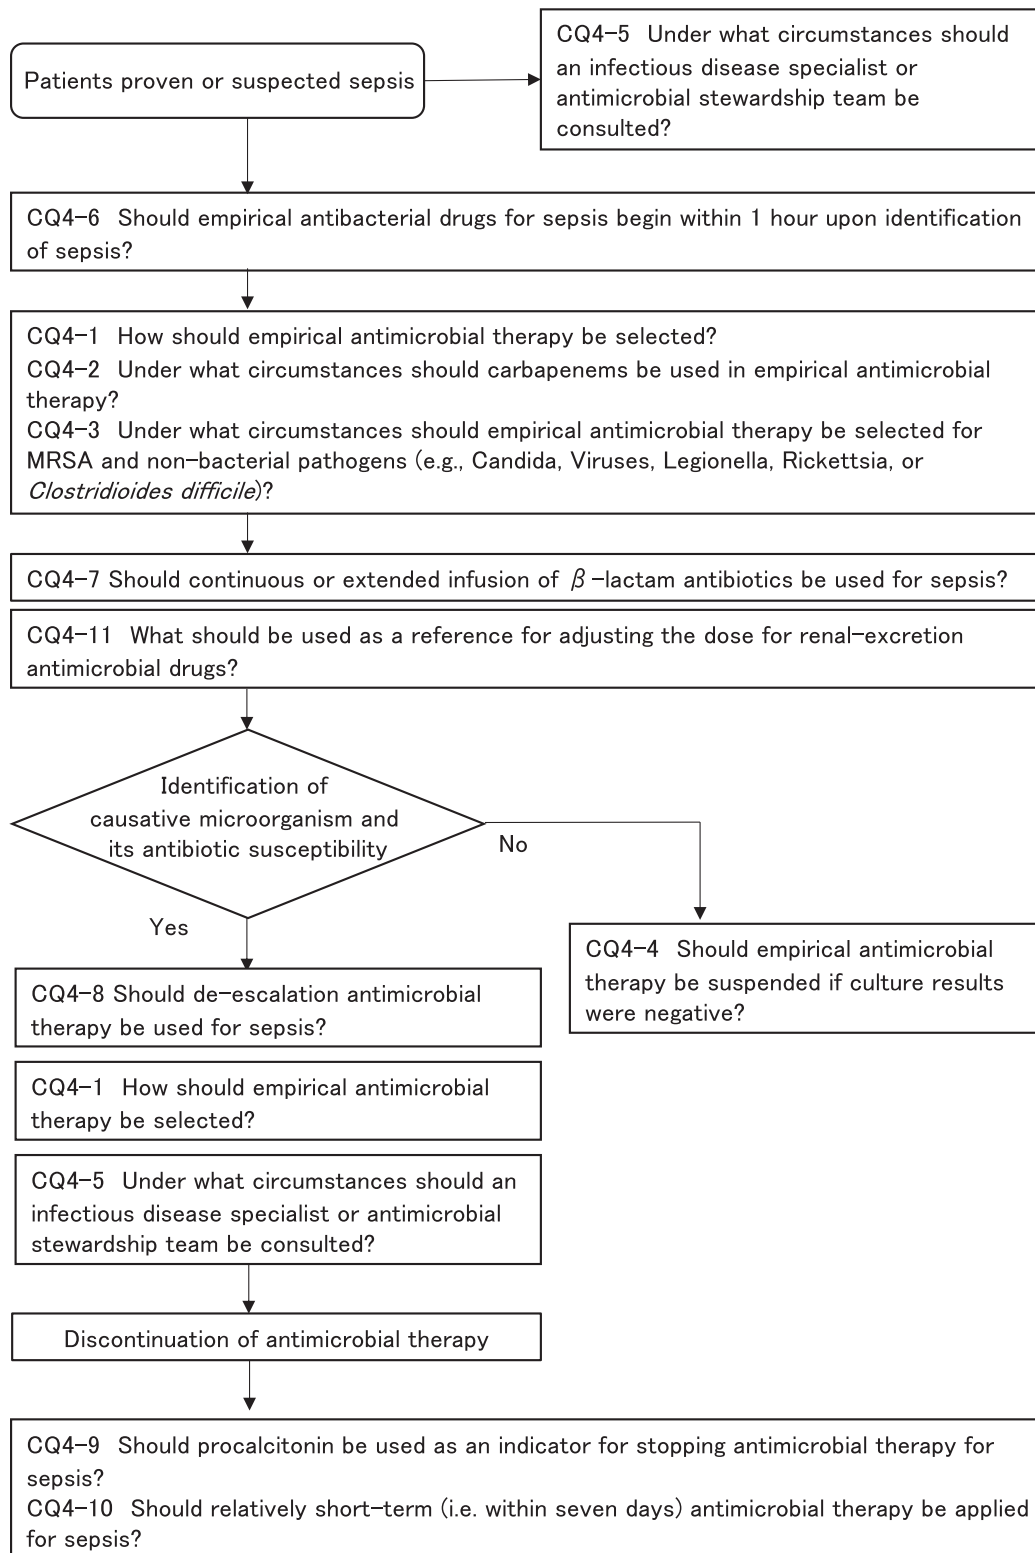 Patients proven or suspected sepsis
CQ4-5 Under what circumstances should
an infectious disease specialist or
antimicrobial stewardship team be
consulted?
CQ4-6 Should empirical antibacterial drugs for sepsis begin within 1 hour upon identification
of sepsis?
CQ4-1 How should empirical antimicrobial therapy be selected?
CQ4-2 Under what circumstances should carbapenems be used in empirical antimicrobial
therapy?
CQ4-3 Under what circumstances should empirical antimicrobial therapy be selected for
MRSA and non-bacterial pathogens (e.g., Candida, Viruses, Legionella, Rickettsia, or
Clostridioides difficile)?
CQ4-7 Should continuous or extended infusion of β-lactam antibiotics be used for sepsis?
CQ4-11 What should be used as a reference for adjusting the dose for renal-excretion
antimicrobial drugs?
Identification of
causative microorganism and
its antibiotic susceptibility
No
Yes
CQ4-4 Should empirical antimicrobial
therapy be suspended if culture results
were negative?
CQ4-8 Should de-escalation antimicrobial
therapy be used for sepsis?
CQ4-1 How should empirical antimicrobial
therapy be selected?
CQ4-5 Under what circumstances should an
infectious disease specialist or antimicrobial
stewardship team be consulted?
Discontinuation of antimicrobial therapy
CQ4-9 Should procalcitonin be used as an indicator for stopping antimicrobial therapy for
sepsis?
CQ4-10 Should relatively short-term (i.e. within seven days) antimicrobial therapy be applied
for sepsis?